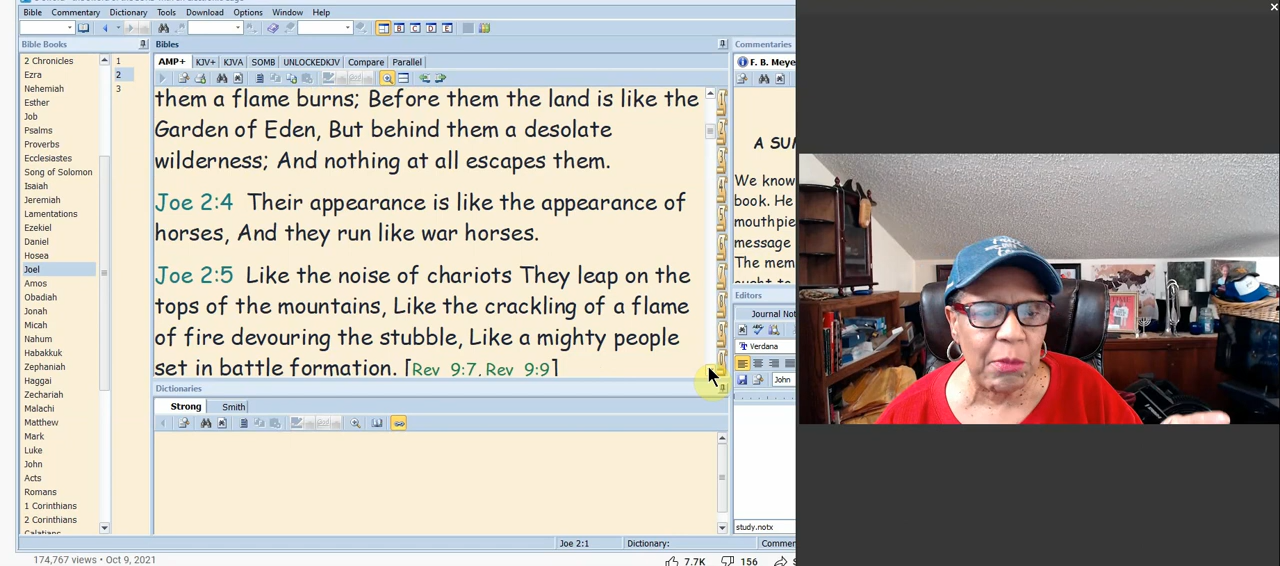 Bible Commentary Dictionary Tools Download Options Window Help
Bible Books
2 Chronicles
Ezra
Nehemiah
Esther
Job
Psalms
Proverbs
Ecclesiastes
Song of Solomon
Isaiah
Jeremiah
Lamentations
Ezekiel
Daniel
Hosea
Joel
Amos
Obadiah
Jonah
Micah
Nahum
Habakkuk
Zephaniah
Haggai
Zechariah
Malachi
Matthew
Mark
Luke
John
Acts
Romans
1 Corinthians
2 Corinthians
1
2
3
Bibles
AMP+ KJV+ KJVA SOMB UNLOCKEDKJV Compare Parallel
them a flame burns; Before them the land is like the
Garden of Eden, But behind them a desolate
wilderness; And nothing at all escapes them.
Joe 2:4 Their appearance is like the appearance of
horses, And they run like war horses.
Joe 2:5 Like the noise of chariots They leap on the
tops of the mountains, Like the crackling of a flame
of fire devouring the stubble, Like a mighty people
set in battle formation. [Rev 9:7, Rev 9:9]
Dictionaries
Strong Smith
Commentaries
F. B. Meye
A SU
We know
book. He
mouthpie
message
The mem
Editors
Journal Not
Verdana
John
study.notx
Joe 2:1 Dictionary: Commen
174,767 views • Oct 9, 2021
7.7K 156 S